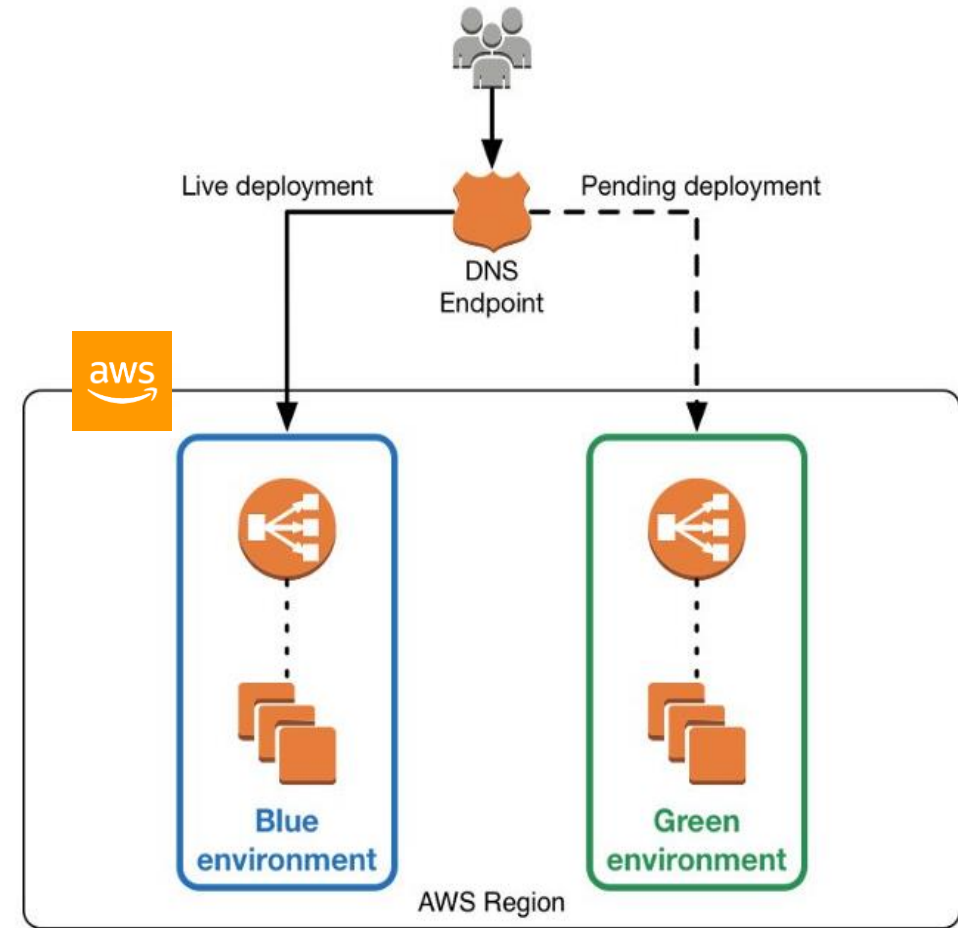 Live deployment
Pending deployment
DNS
Endpoint
aws
Blue
environment
Green
environment
AWS Region